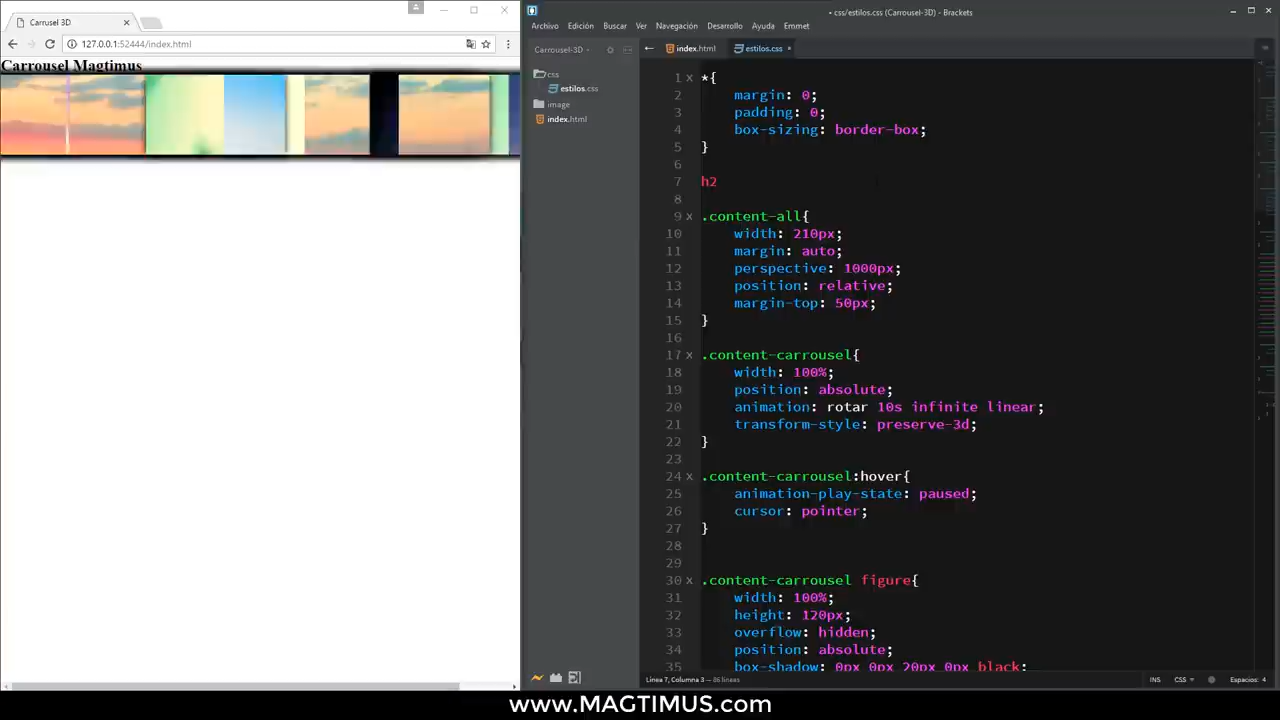 Carrusel 3D
127.0.0.1:52444/index.html
Carrousel Magtimus
• css/estilos.css (Carrousel-3D) - Brackets
Archivo Edición Buscar Ver Navegación Desarrollo Ayuda Emmet
Carrousel-3D
css
estilos.css
image
index.html
index.html estilos.css
1 *{
2 margin: 0;
3 padding: 0;
4 box-sizing: border-box;
5 }
6
7 h2
8
9 .content-all{
10 width: 210px;
11 margin: auto;
12 perspective: 1000px;
13 position: relative;
14 margin-top: 50px;
15 }
16
17 .content-carrousel{
18 width: 100%;
19 position: absolute;
20 animation: rotar 10s infinite linear;
21 transform-style: preserve-3d;
22 }
23
24 .content-carrousel:hover{
25 animation-play-state: paused;
26 cursor: pointer;
27 }
28
29
30 .content-carrousel figure{
31 width: 100%;
32 height: 120px;
33 overflow: hidden;
34 position: absolute;
35 box-shadow: 0px 0px 20px 0px black;
Línea 7, Columna 3 — 86 líneas
INS CSS Espacios: 4
www.MAGTIMUS.com